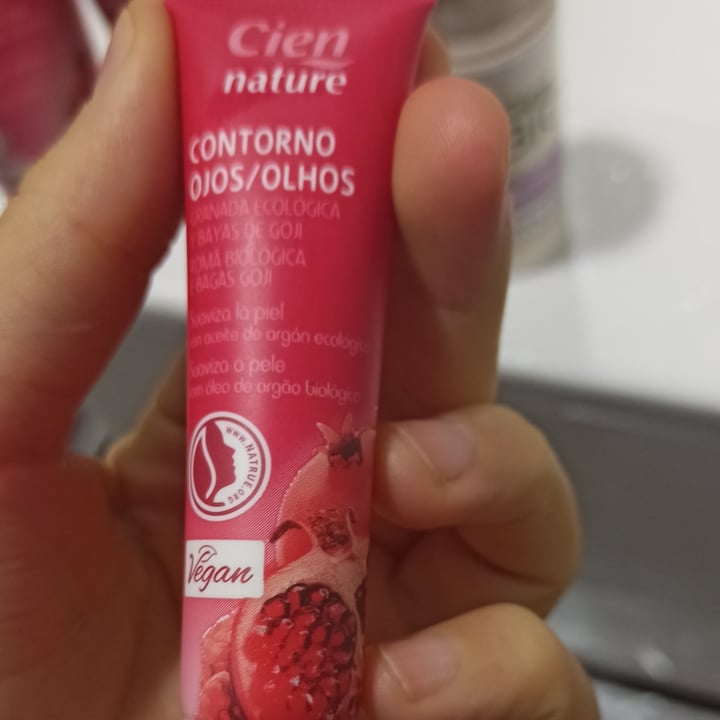 Cien
nature
CONTORNO
OJOS/OLHOS
GRANADA ECOLÓGICA
BAYAS DE GOJI
ROMÃ BIOLÓGICA
BAGAS GOJI
Suaviza la piel
con aceite de argán ecológico
Suaviza a pele
com óleo de argão biológico
WWW.NATRUE.ORG
Vegan